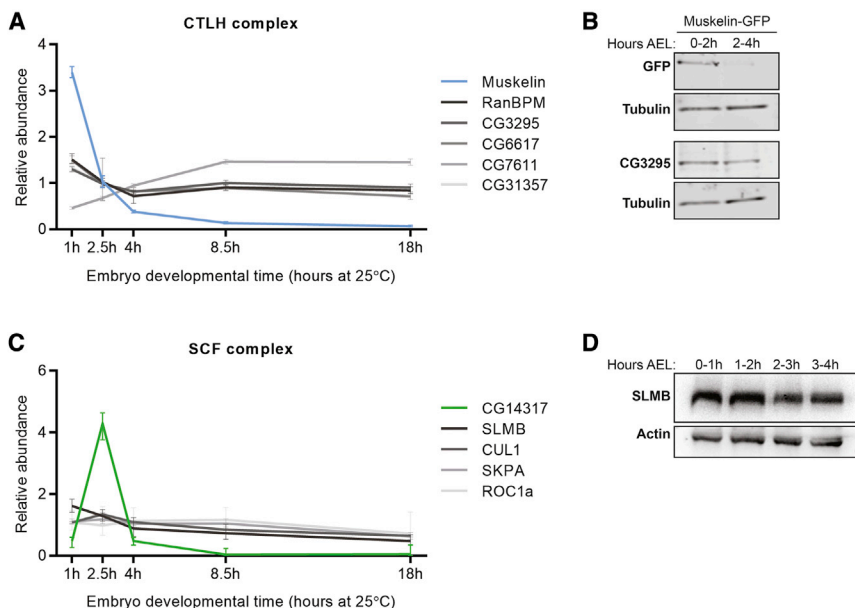 A
CTLH complex
Relative abundance
4
3
2
1
0
1h 2.5h 4h 8.5h 18h
Embryo developmental time (hours at 25°C)
Muskelin
RanBPM
CG3295
CG6617
CG7611
CG31357
B
Muskelin-GFP
Hours AEL: 0-2h 2-4h
GFP
Tubulin
CG3295
Tubulin
C
SCF complex
Relative abundance
6
4
2
0
1h 2.5h 4h 8.5h 18h
Embryo developmental time (hours at 25°C)
CG14317
SLMB
CUL1
SKPA
ROC1a
D
Hours AEL: 0-1h 1-2h 2-3h 3-4h
SLMB
Actin